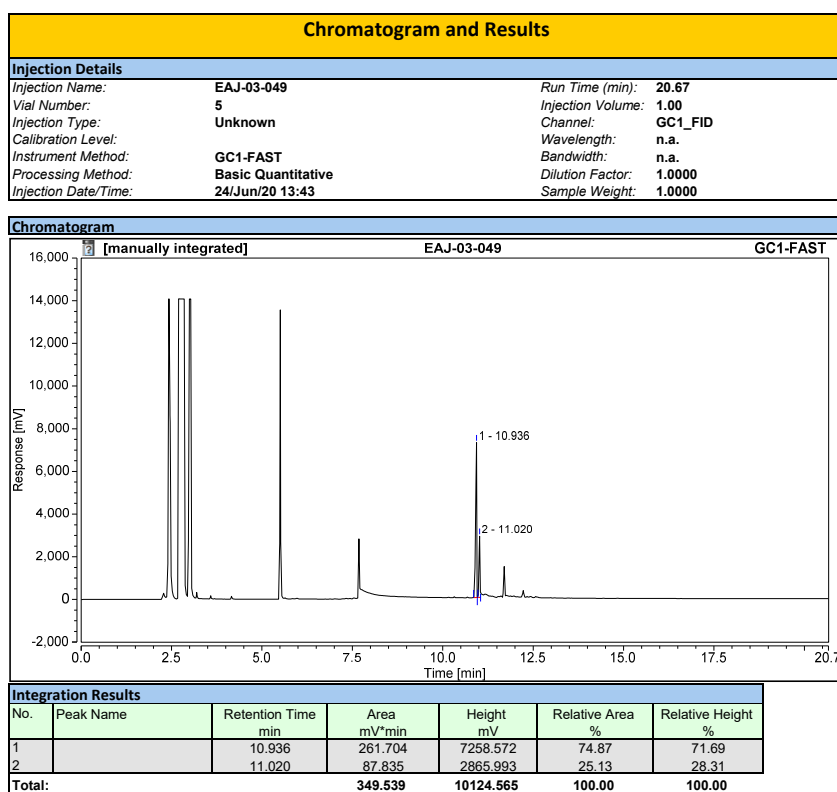 Chromatogram and Results
Injection Details
Injection Name: EAJ-03-049 Run Time (min): 20.67
Vial Number: 5 Injection Volume: 1.00
Injection Type: Unknown Channel: GC1_FID
Calibration Level: Wavelength: n.a.
Instrument Method: GC1-FAST Bandwidth: n.a.
Processing Method: Basic Quantitative Dilution Factor: 1.0000
Injection Date/Time: 24/Jun/20 13:43 Sample Weight: 1.0000
Chromatogram
? [manually integrated] EAJ-03-049 GC1-FAST
16,000
14,000
12,000
10,000
8,000
6,000
4,000
2,000
0
-2,000
Response [mV]
1 - 10.936
2 - 11.020
0.0 2.5 5.0 7.5 10.0 12.5 15.0 17.5 20.7
Time [min]
Integration Results
No. Peak Name Retention Time Area Height Relative Area Relative Height
min mV*min mV % %
1 10.936 261.704 7258.572 74.87 71.69
2 11.020 87.835 2865.993 25.13 28.31
Total: 349.539 10124.565 100.00 100.00